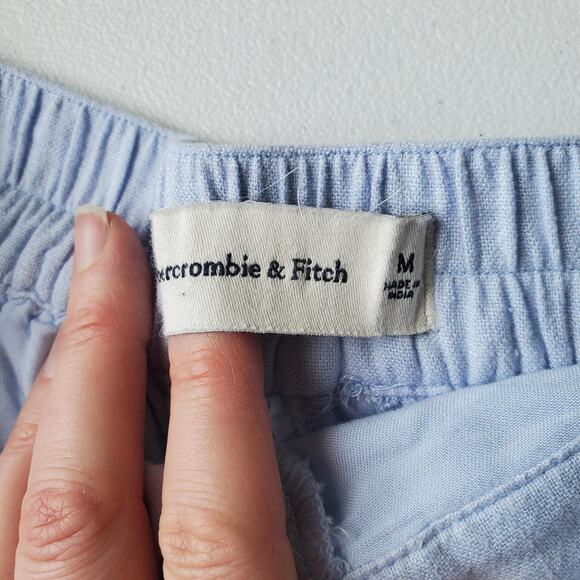 ercrombie & Fitch
M
MADE IN
INDIA